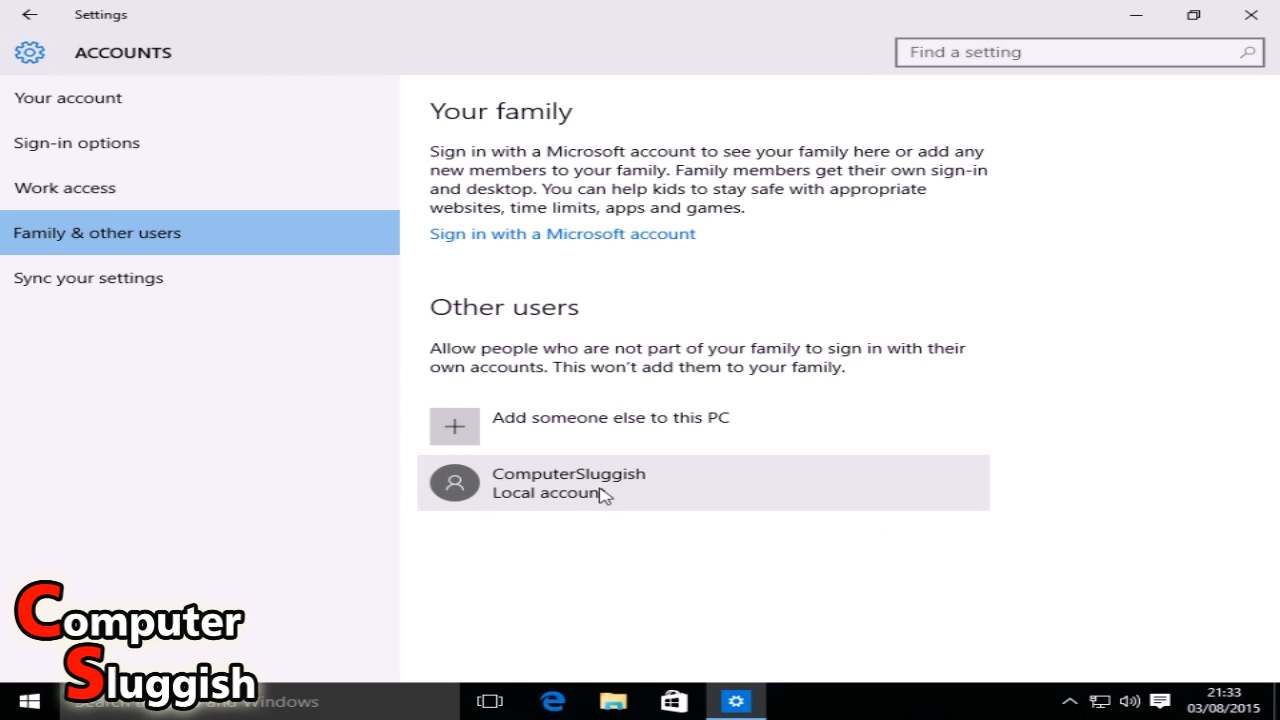 Settings
ACCOUNTS
Find a setting
Your account
Sign-in options
Work access
Family & other users
Sync your settings
Your family
Sign in with a Microsoft account to see your family here or add any
new members to your family. Family members get their own sign-in
and desktop. You can help kids to stay safe with appropriate
websites, time limits, apps and games.
Sign in with a Microsoft account
Other users
Allow people who are not part of your family to sign in with their
own accounts. This won't add them to your family.
Add someone else to this PC
ComputerSluggish
Local account
Computer
Sluggish
Search Windows
21:33
03/08/2015